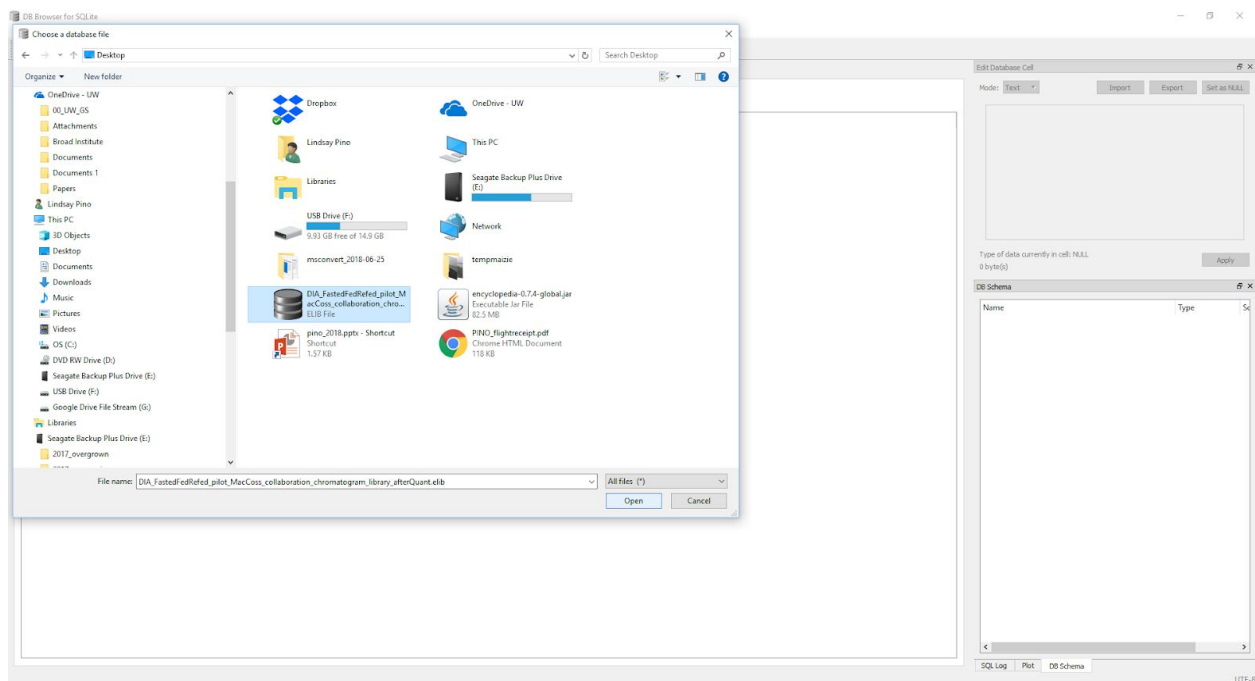 DB Browser for SQLite
Choose a database file
Desktop
Search Desktop
Organize
New folder
OneDrive - UW
00_UW_GS
Attachments
Broad Institute
Documents
Documents 1
Papers
Lindsay Pino
This PC
3D Objects
Desktop
Documents
Downloads
Music
Pictures
Videos
OS (C:)
DVD RW Drive (D:)
Seagate Backup Plus Drive (E:)
USB Drive (F:)
Google Drive File Stream (G:)
Libraries
Seagate Backup Plus Drive (E:)
2017_overgrown
Dropbox
OneDrive - UW
Lindsay Pino
This PC
Libraries
Seagate Backup Plus Drive
(E:)
USB Drive (F:)
9.93 GB free of 14.9 GB
Network
msconvert_2018-06-25
tempmaizie
DIA_FastedFedRefed_pilot_M
acCoss_collaboration_chro...
ELIB File
encyclopedia-0.7.4-global.jar
Executable Jar File
82.5 MB
pino_2018.pptx - Shortcut
Shortcut
1.57 KB
PINO_flightreceipt.pdf
Chrome HTML Document
118 KB
File name: DIA_FastedFedRefed_pilot_MacCoss_collaboration_chromatogram_library_afterQuant.elib
All files (*)
Open
Cancel
Edit Database Cell
Mode: Text
Import
Export
Set as NULL
Type of data currently in cell: NULL
0 byte(s)
Apply
DB Schema
Name
Type
Sc
SQL Log
Plot
DB Schema
UTF-8